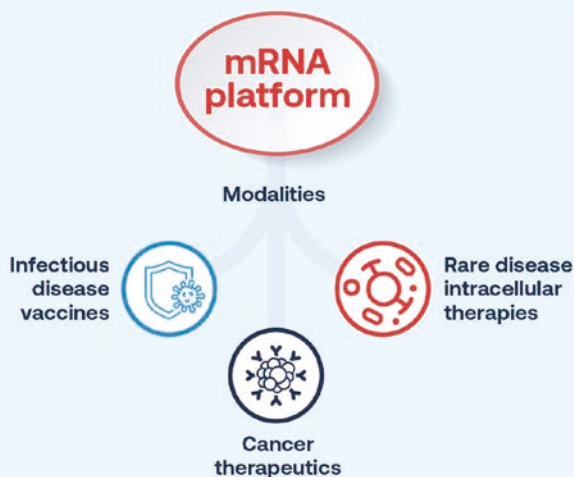 mRNA
platform
Modalities
Infectious
disease
vaccines
Rare disease
intracellular
therapies
Cancer
therapeutics